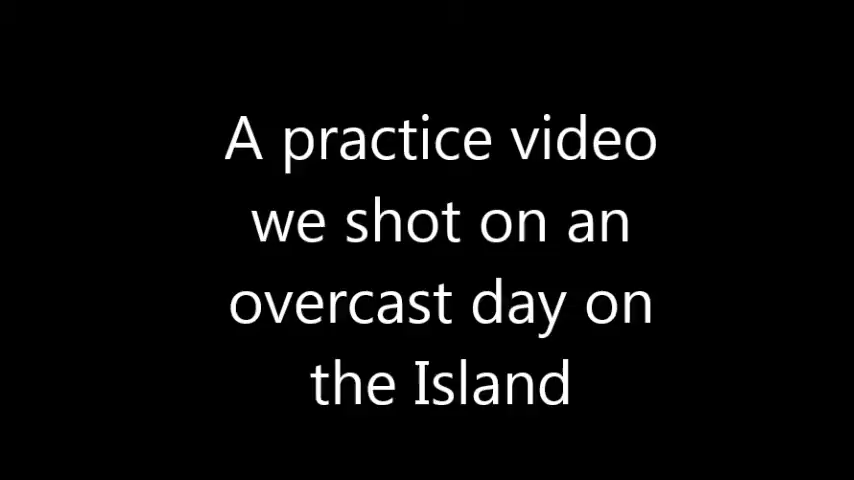 A practice video
we shot on an
overcast day on
the Island